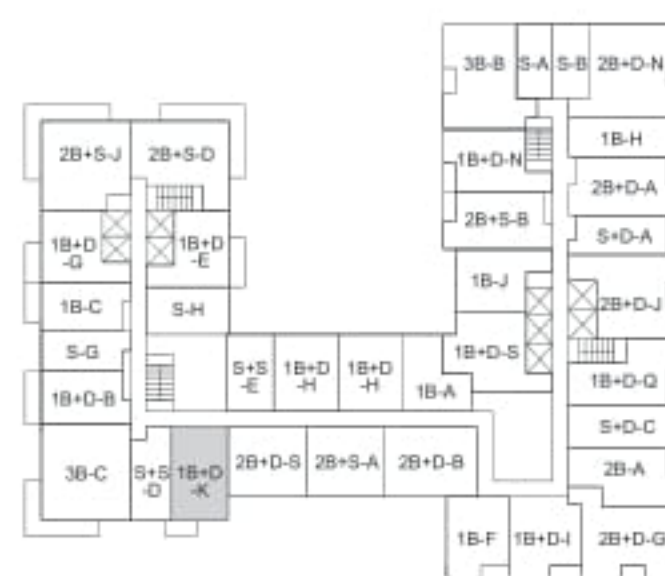 3B-B
S-A
S-B
2B+D-N
1B-H
1B+D-N
2B+D-A
2B+S-B
S+D-A
1B-J
2B+D-J
1B+D-S
1B+D-Q
S+D-C
2B-A
2B+S-J
2B+S-D
1B+D
-G
1B+D
-E
1B-C
S-H
S-G
1B+D-B
S+S
-E
1B+D
-H
1B+D
-H
1B-A
3B-C
S+S
-D
1B+D
-K
2B+D-S
2B+S-A
2B+D-B
1B-F
1B+D-I
2B+D-G